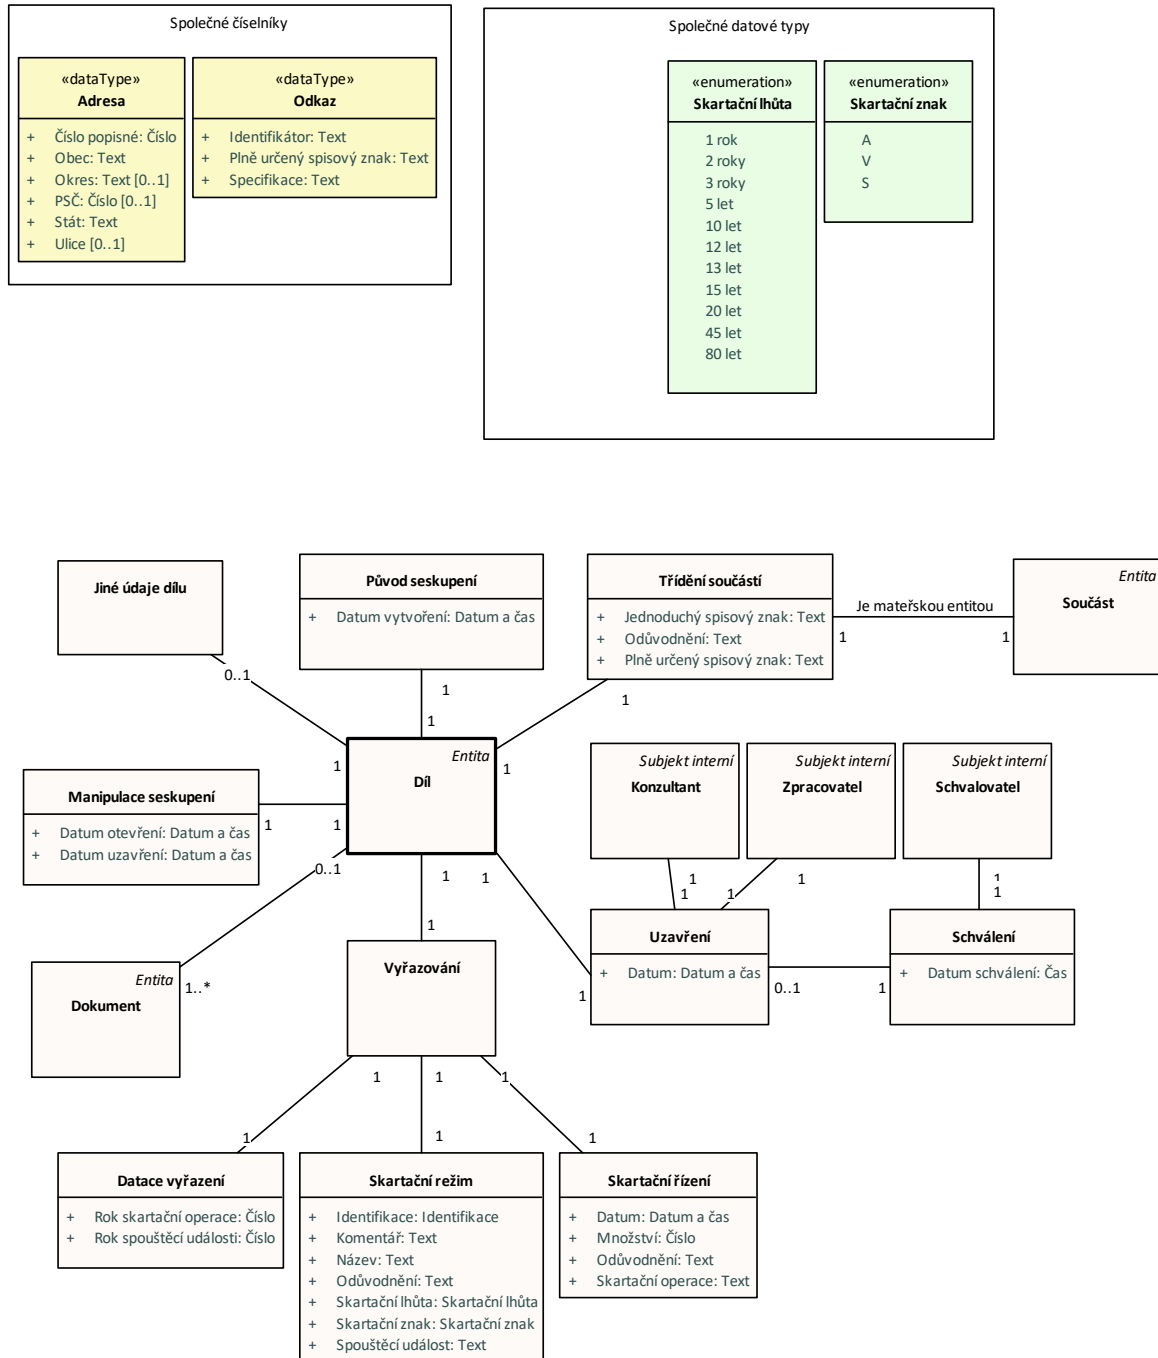 Společné číselníky
«dataType»
Adresa
+ Číslo popisné: Číslo
+ Obec: Text
+ Okres: Text [0..1]
+ PSČ: Číslo [0..1]
+ Stát: Text
+ Ulice [0..1]
«dataType»
Odkaz
+ Identifikátor: Text
+ Plně určený spisový znak: Text
+ Specifikace: Text
Společné datové typy
«enumeration»
Skartační lhůta
1 rok
2 roky
3 roky
5 let
10 let
12 let
13 let
15 let
20 let
45 let
80 let
«enumeration»
Skartační znak
A
V
S
Jiné údaje dílu
Původ seskupení
+ Datum vytvoření: Datum a čas
Třídění součástí
+ Jednoduchý spisový znak: Text
+ Odůvodnění: Text
+ Plně určený spisový znak: Text
Je mateřskou entitou
1
1
Entita
Součást
0..1
1
1
1
1
1
Entita
Díl
Manipulace seskupení
+ Datum otevření: Datum a čas
+ Datum uzavření: Datum a čas
1
1
Subjekt interní
Konzultant
Subjekt interní
Zpracovatel
Subjekt interní
Schvalovatel
0..1
1
1
1
1
1
1
1
1
Entita
Dokument
1..*
1
Vyřazování
Uzavření
+ Datum: Datum a čas
1
0..1
1
Schválení
+ Datum schválení: Čas
1
1
1
1
1
1
Datace vyřazení
+ Rok skartační operace: Číslo
+ Rok spouštěcí události: Číslo
Skartační režim
+ Identifikace: Identifikace
+ Komentář: Text
+ Název: Text
+ Odůvodnění: Text
+ Skartační lhůta: Skartační lhůta
+ Skartační znak: Skartační znak
+ Spouštěcí událost: Text
Skartační řízení
+ Datum: Datum a čas
+ Množství: Číslo
+ Odůvodnění: Text
+ Skartační operace: Text